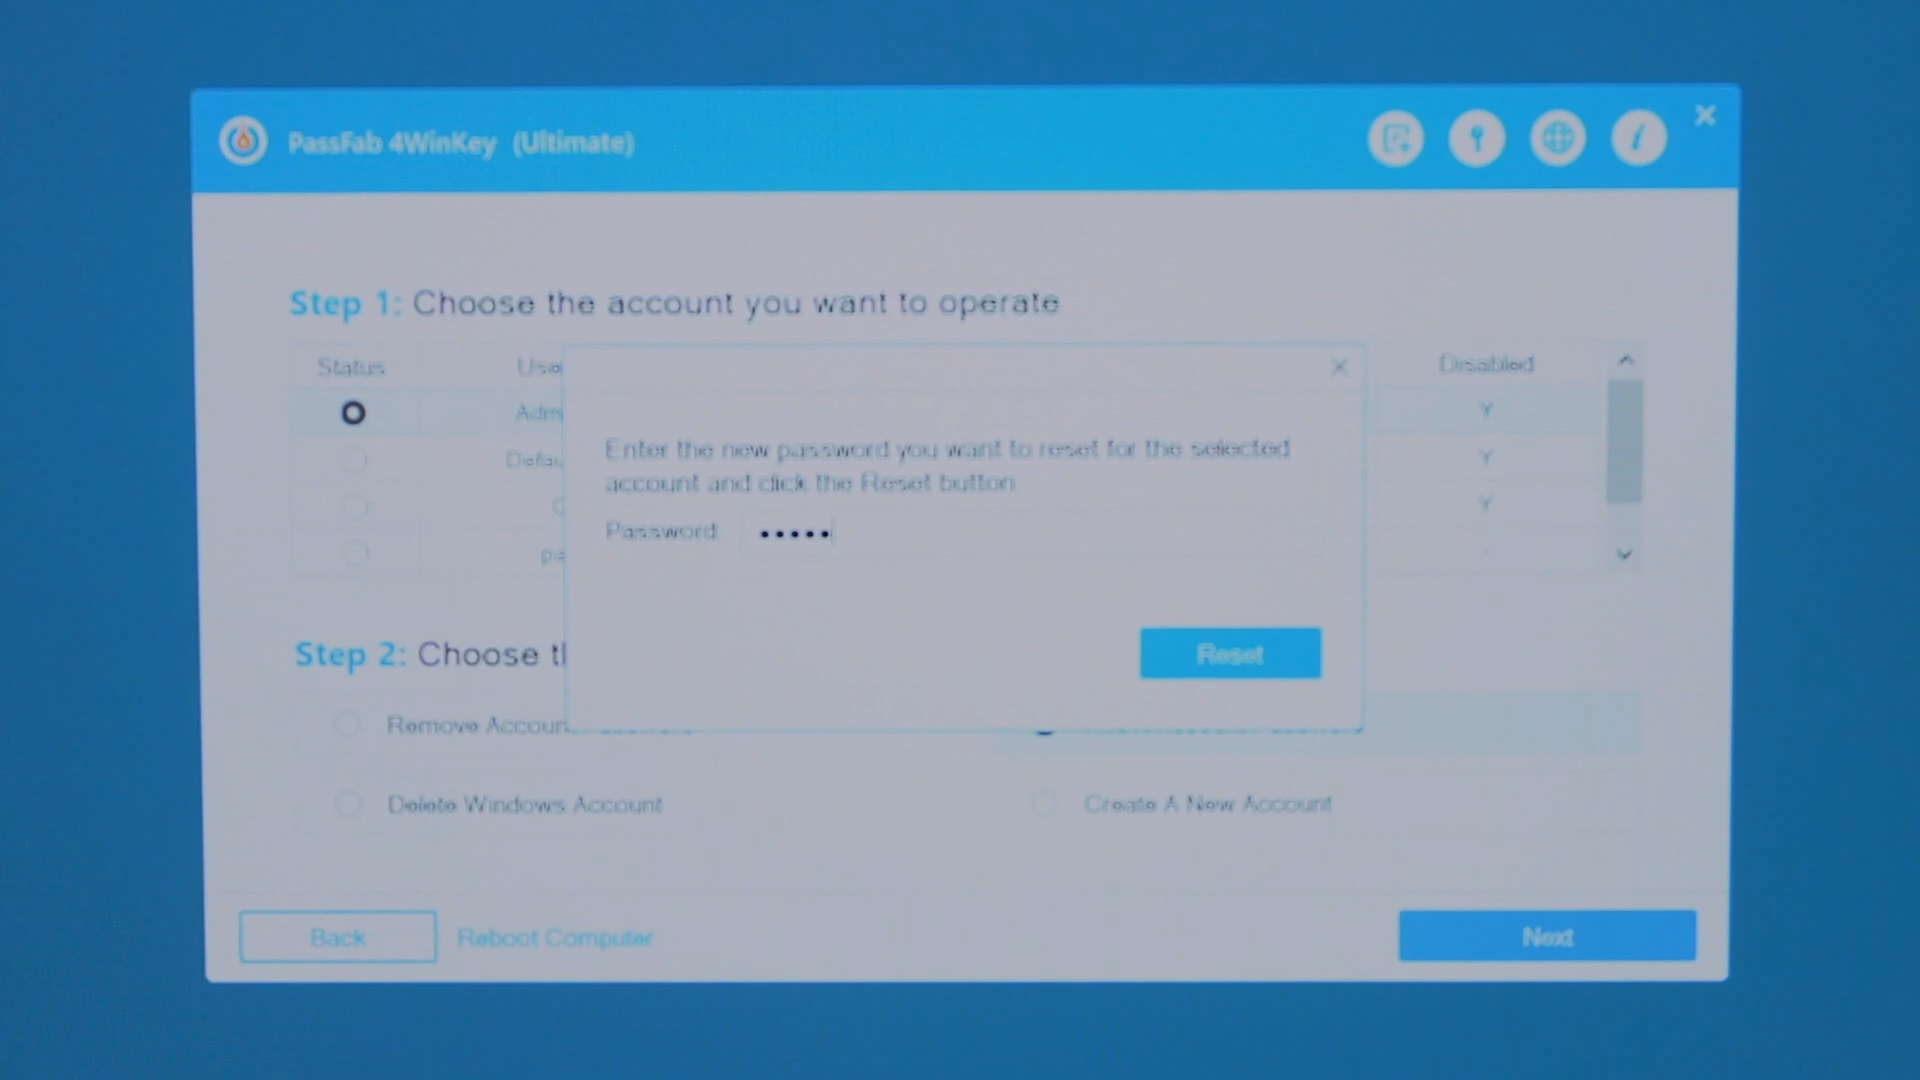 PassFab 4WinKey (Ultimate)
Step 1: Choose the account you want to operate
Status
Disabled
Y
Enter the new password you want to reset for the selected
account and click the Reset button
Y
Y
Password:
Reset
Step 2: Choose
Remove Accoun
Delete Windows Account
Create A New Account
Back
Reboot Computer
Next